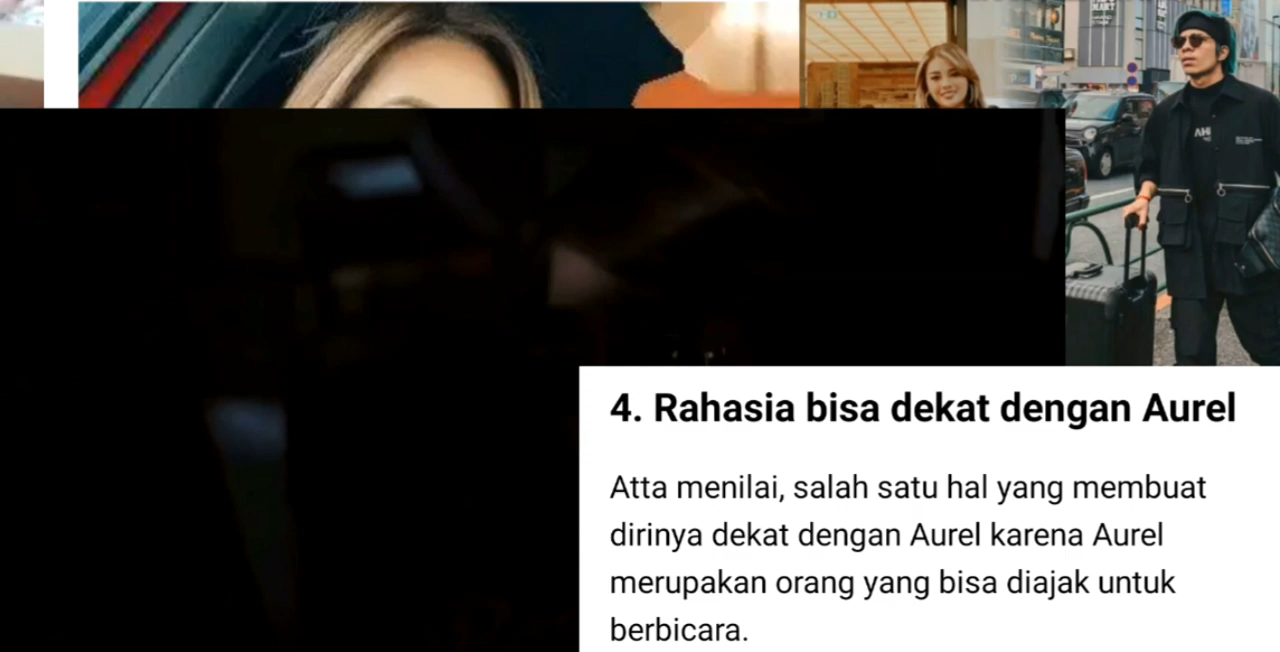 4. Rahasia bisa dekat dengan Aurel
Atta menilai, salah satu hal yang membuat
dirinya dekat dengan Aurel karena Aurel
merupakan orang yang bisa diajak untuk
berbicara.